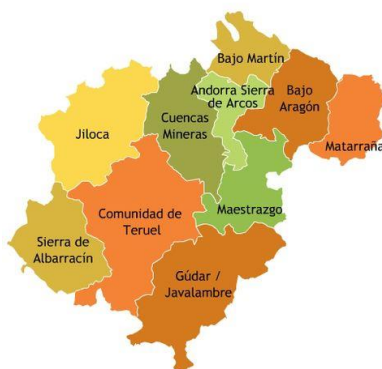 Bajo Martín
Andorra Sierra
de Arcos
Bajo
Aragón
Cuencas
Mineras
Jiloca
Matarraña
Maestrazgo
Comunidad de
Teruel
Sierra de
Albarracín
Gúdar /
Javalambre